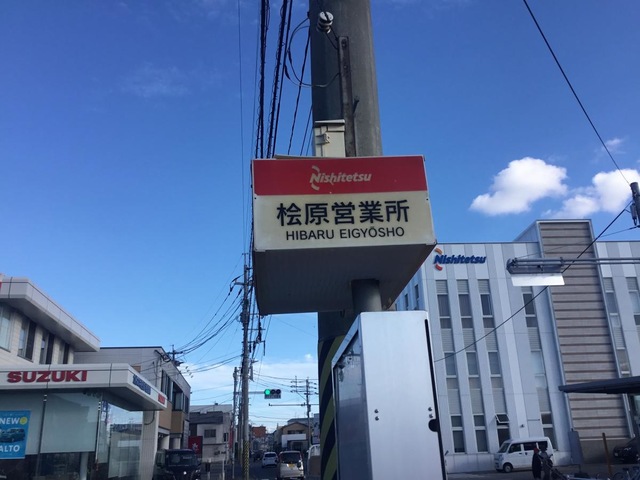 Nishitetsu
桧原営業所
HIBARU EIGYŌSHO
Nishitetsu
SUZUKI
NEW
ALTO